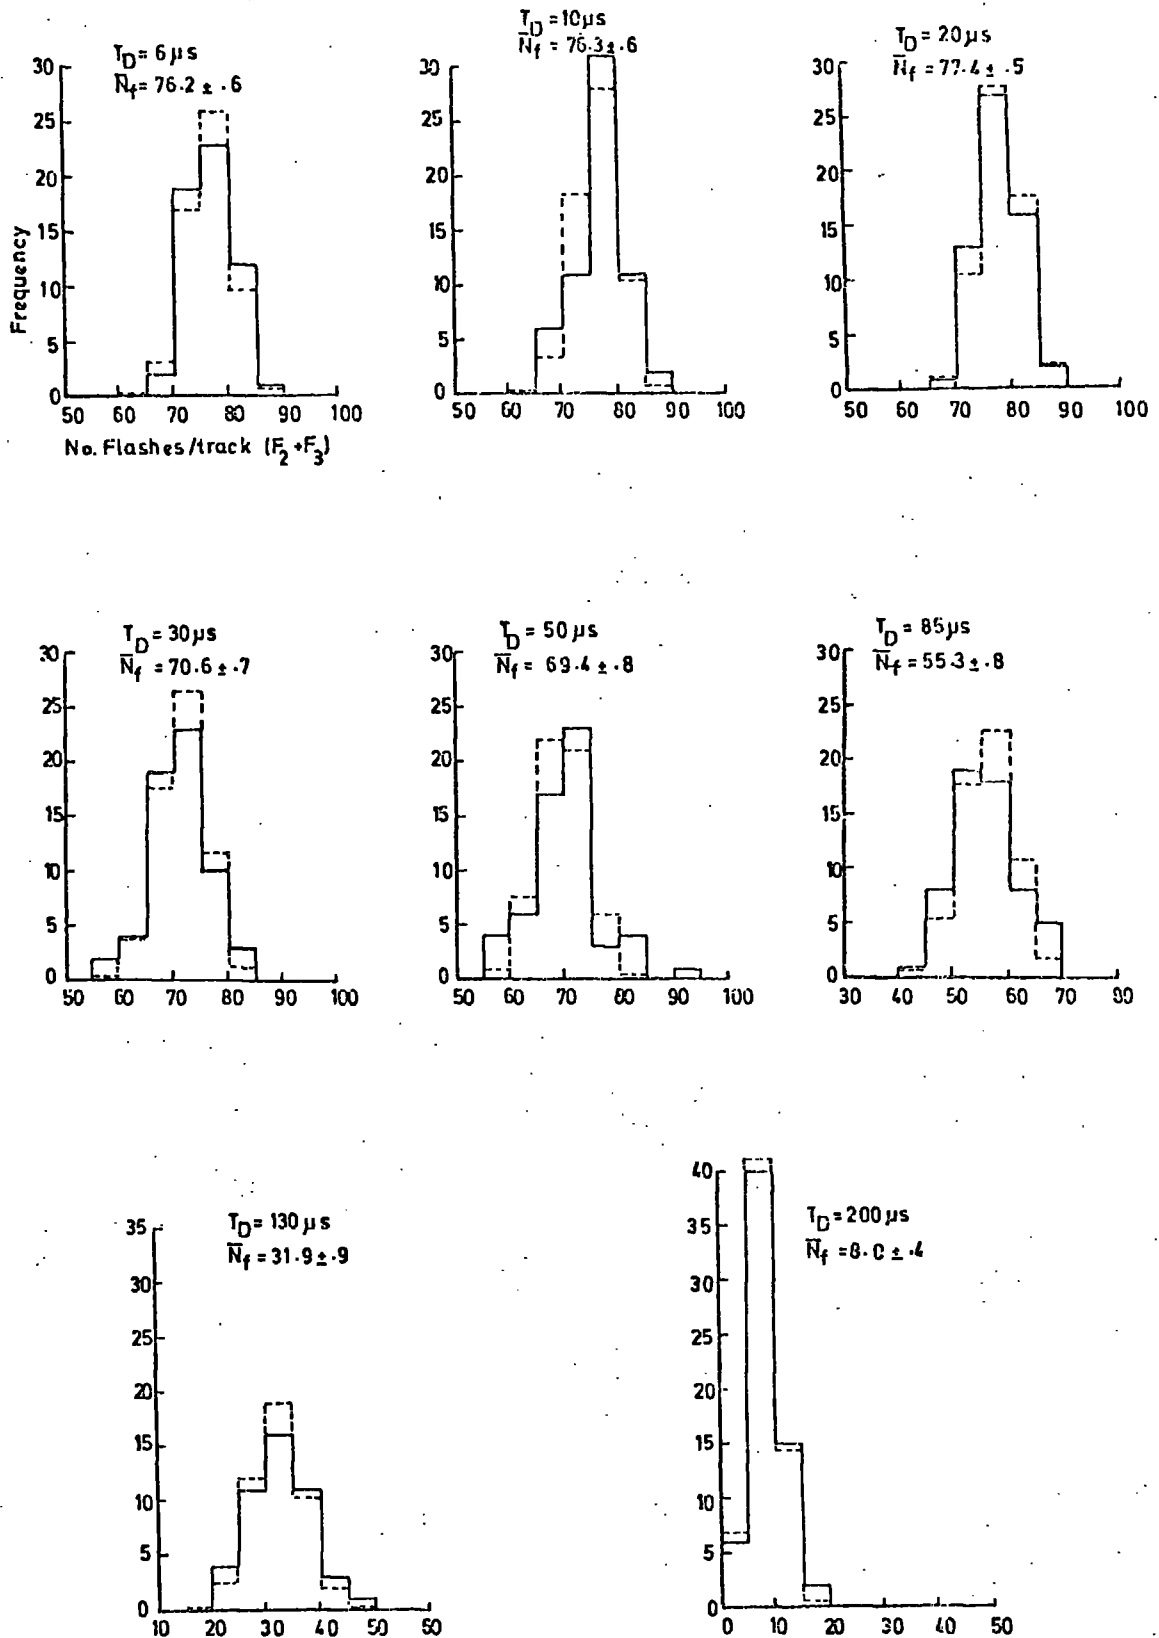 T_D = 6 µs
N̄_f = 76.2 ± .6
30
25
20
15
10
5
0
Frequency
50 60 70 80 90 100
No. Flashes/track (F_2+F_3)
T_D = 10 µs
N̄_f = 76.3 ± .6
30
25
20
15
10
5
0
50 60 70 80 90 100
T_D = 20 µs
N̄_f = 77.4 ± .5
30
25
20
15
10
5
0
50 60 70 80 90 100
T_D = 30 µs
N̄_f = 70.6 ± .7
30
25
20
15
10
5
0
50 60 70 80 90 100
T_D = 50 µs
N̄_f = 69.4 ± .8
30
25
20
15
10
5
0
50 60 70 80 90 100
T_D = 85 µs
N̄_f = 55.3 ± .8
30
25
20
15
10
5
0
30 40 50 60 70
T_D = 130 µs
N̄_f = 31.9 ± .9
35
30
25
20
15
10
5
0
10 20 30 40 50 60
T_D = 200 µs
N̄_f = 8.0 ± .4
40
35
30
25
20
15
10
5
0
0 10 20 30 40 50